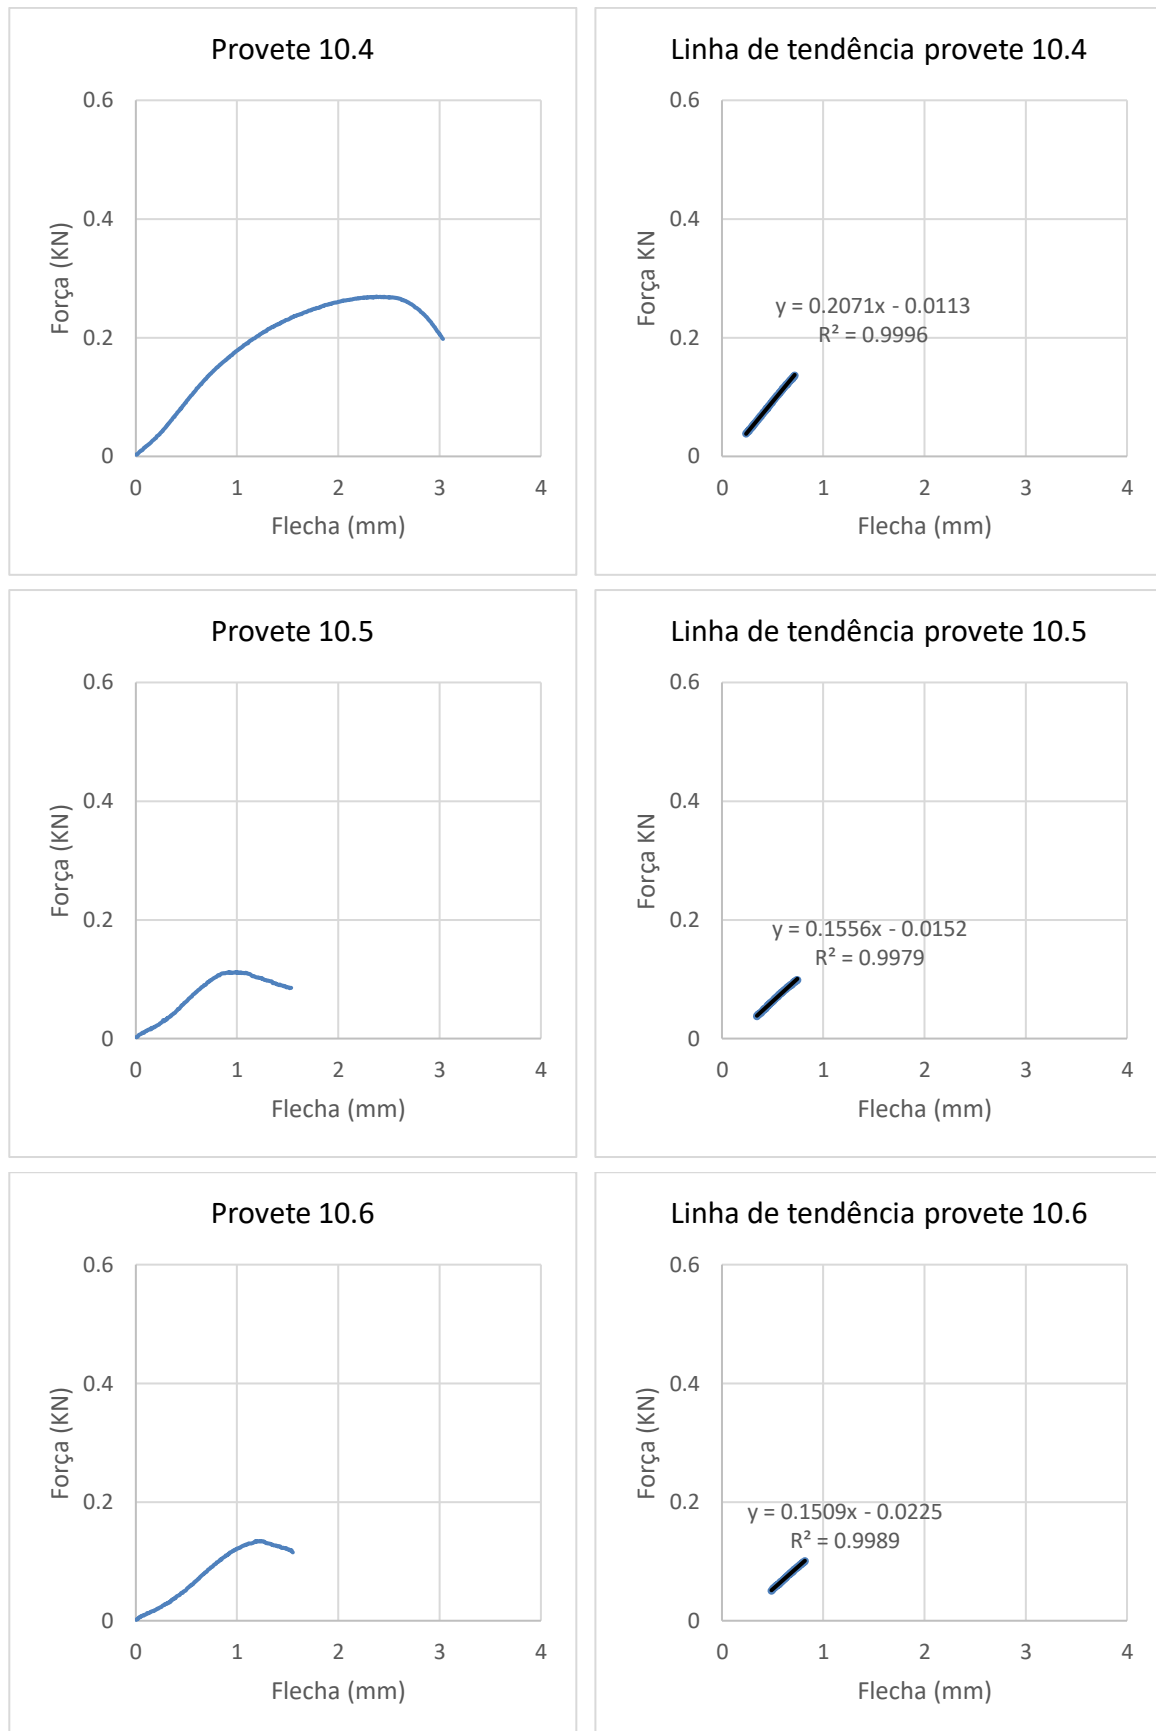 Provete 10.4
0.6
0.4
0.2
0
0 1 2 3 4
Força (KN)
Flecha (mm)
Linha de tendência provete 10.4
0.6
0.4
0.2
0
0 1 2 3 4
Força KN
Flecha (mm)
y = 0.2071x - 0.0113
R² = 0.9996
Provete 10.5
0.6
0.4
0.2
0
0 1 2 3 4
Força (KN)
Flecha (mm)
Linha de tendência provete 10.5
0.6
0.4
0.2
0
0 1 2 3 4
Força KN
Flecha (mm)
y = 0.1556x - 0.0152
R² = 0.9979
Provete 10.6
0.6
0.4
0.2
0
0 1 2 3 4
Força (KN)
Flecha (mm)
Linha de tendência provete 10.6
0.6
0.4
0.2
0
0 1 2 3 4
Força (KN)
Flecha (mm)
y = 0.1509x - 0.0225
R² = 0.9989